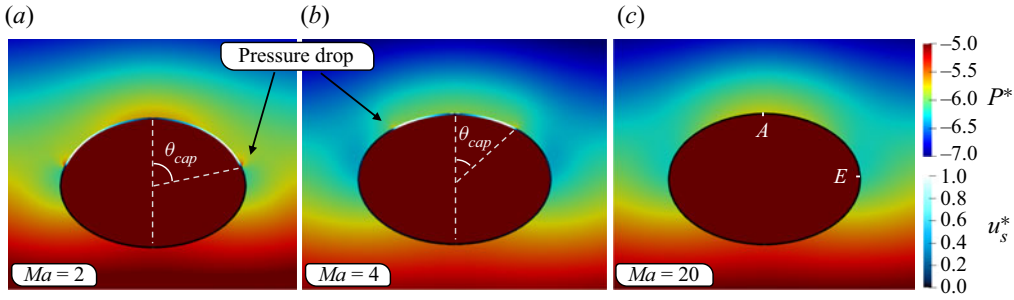 (a)
(b)
(c)
Pressure drop
θcap
θcap
A
E
Ma = 2
Ma = 4
Ma = 20
–5.0
–5.5
–6.0
–6.5
–7.0
P*
1.0
0.8
0.6
0.4
0.2
0.0
us*